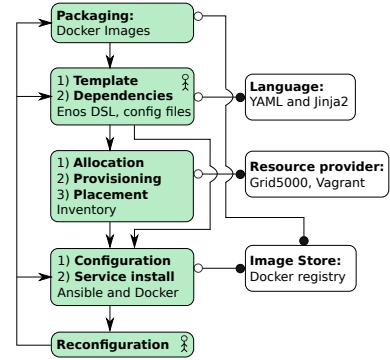 Packaging:
Docker Images
1) Template
2) Dependencies
Enos DSL, config files
Language:
YAML and Jinja2
1) Allocation
2) Provisioning
3) Placement
Inventory
Resource provider:
Grid5000, Vagrant
1) Configuration
2) Service install
Ansible and Docker
Image Store:
Docker registry
Reconfiguration